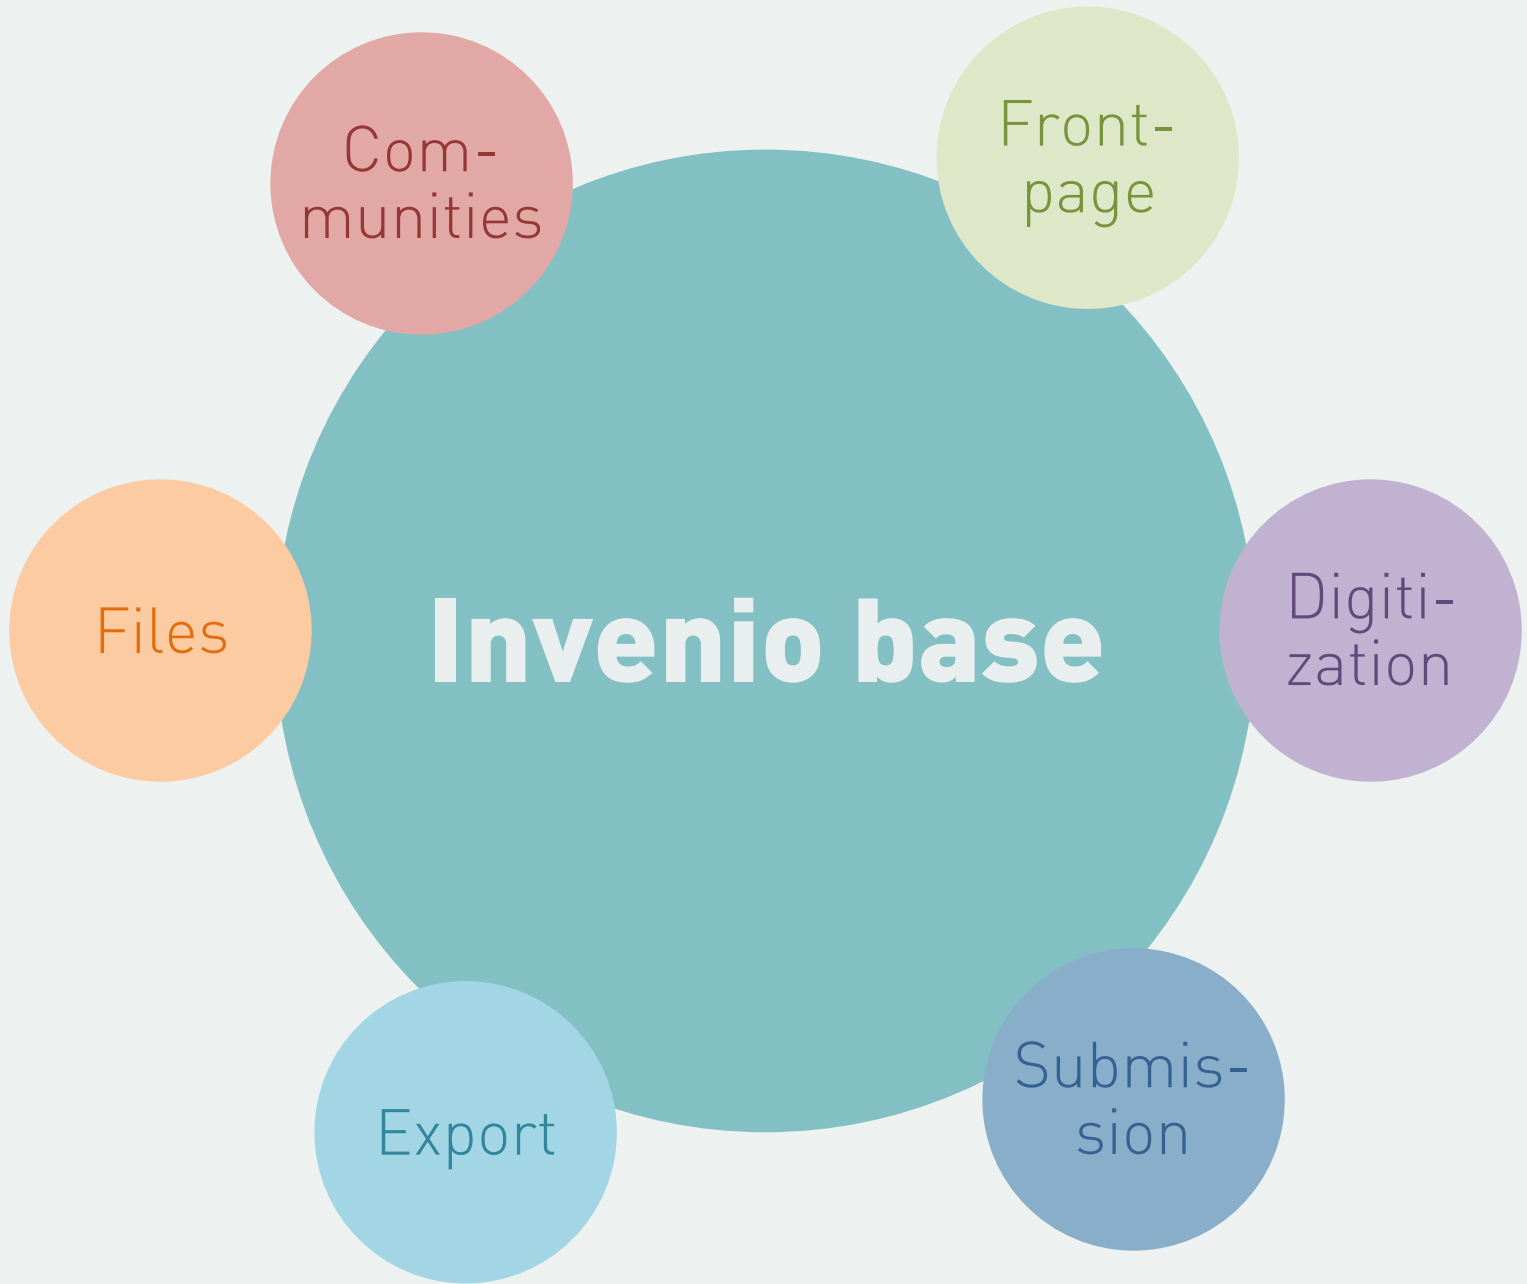 Com-
munities
Front-
page
Files
Invenio base
Digiti-
zation
Export
Submis-
sion